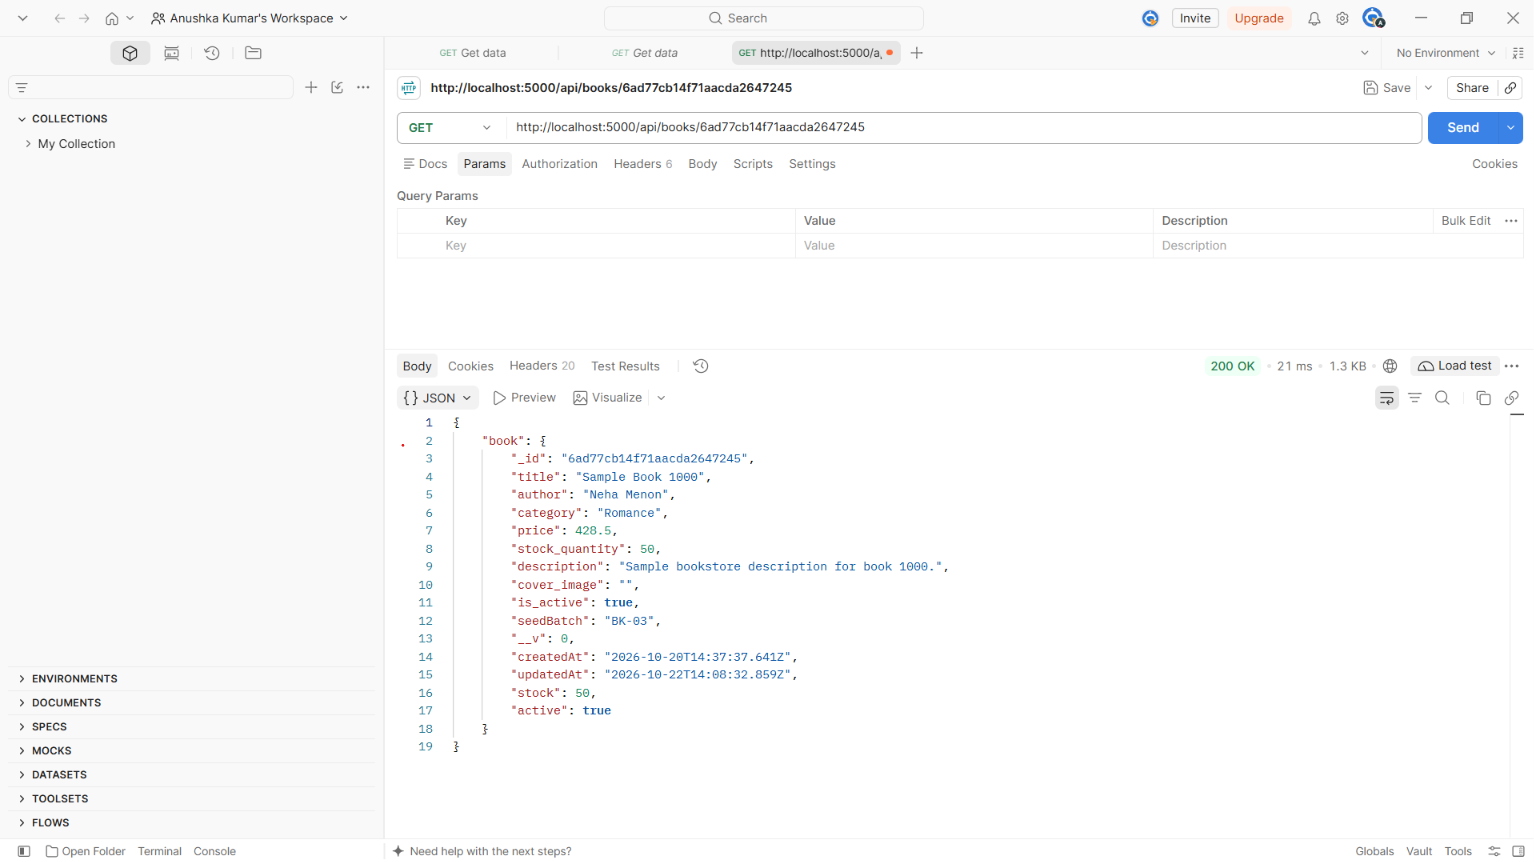 Anushka Kumar's Workspace
Search
Invite
Upgrade
GET Get data
GET Get data
GET http://localhost:5000/a
No Environment
HTTP
http://localhost:5000/api/books/6ad77cb14f71aacda2647245
Save
Share
COLLECTIONS
My Collection
GET
http://localhost:5000/api/books/6ad77cb14f71aacda2647245
Send
Docs
Params
Authorization
Headers 6
Body
Scripts
Settings
Cookies
Query Params
Key
Value
Description
Bulk Edit
Key
Value
Description
Body
Cookies
Headers 20
Test Results
200 OK
21 ms
1.3 KB
Load test
{} JSON
Preview
Visualize
1 {
2 "book": {
3 "_id": "6ad77cb14f71aacda2647245",
4 "title": "Sample Book 1000",
5 "author": "Neha Menon",
6 "category": "Romance",
7 "price": 428.5,
8 "stock_quantity": 50,
9 "description": "Sample bookstore description for book 1000.",
10 "cover_image": "",
11 "is_active": true,
12 "seedBatch": "BK-03",
13 "__v": 0,
14 "createdAt": "2026-10-20T14:37:37.641Z",
15 "updatedAt": "2026-10-22T14:08:32.859Z",
16 "stock": 50,
17 "active": true
18 }
19 }
ENVIRONMENTS
DOCUMENTS
SPECS
MOCKS
DATASETS
TOOLSETS
FLOWS
Open Folder
Terminal
Console
Need help with the next steps?
Globals
Vault
Tools